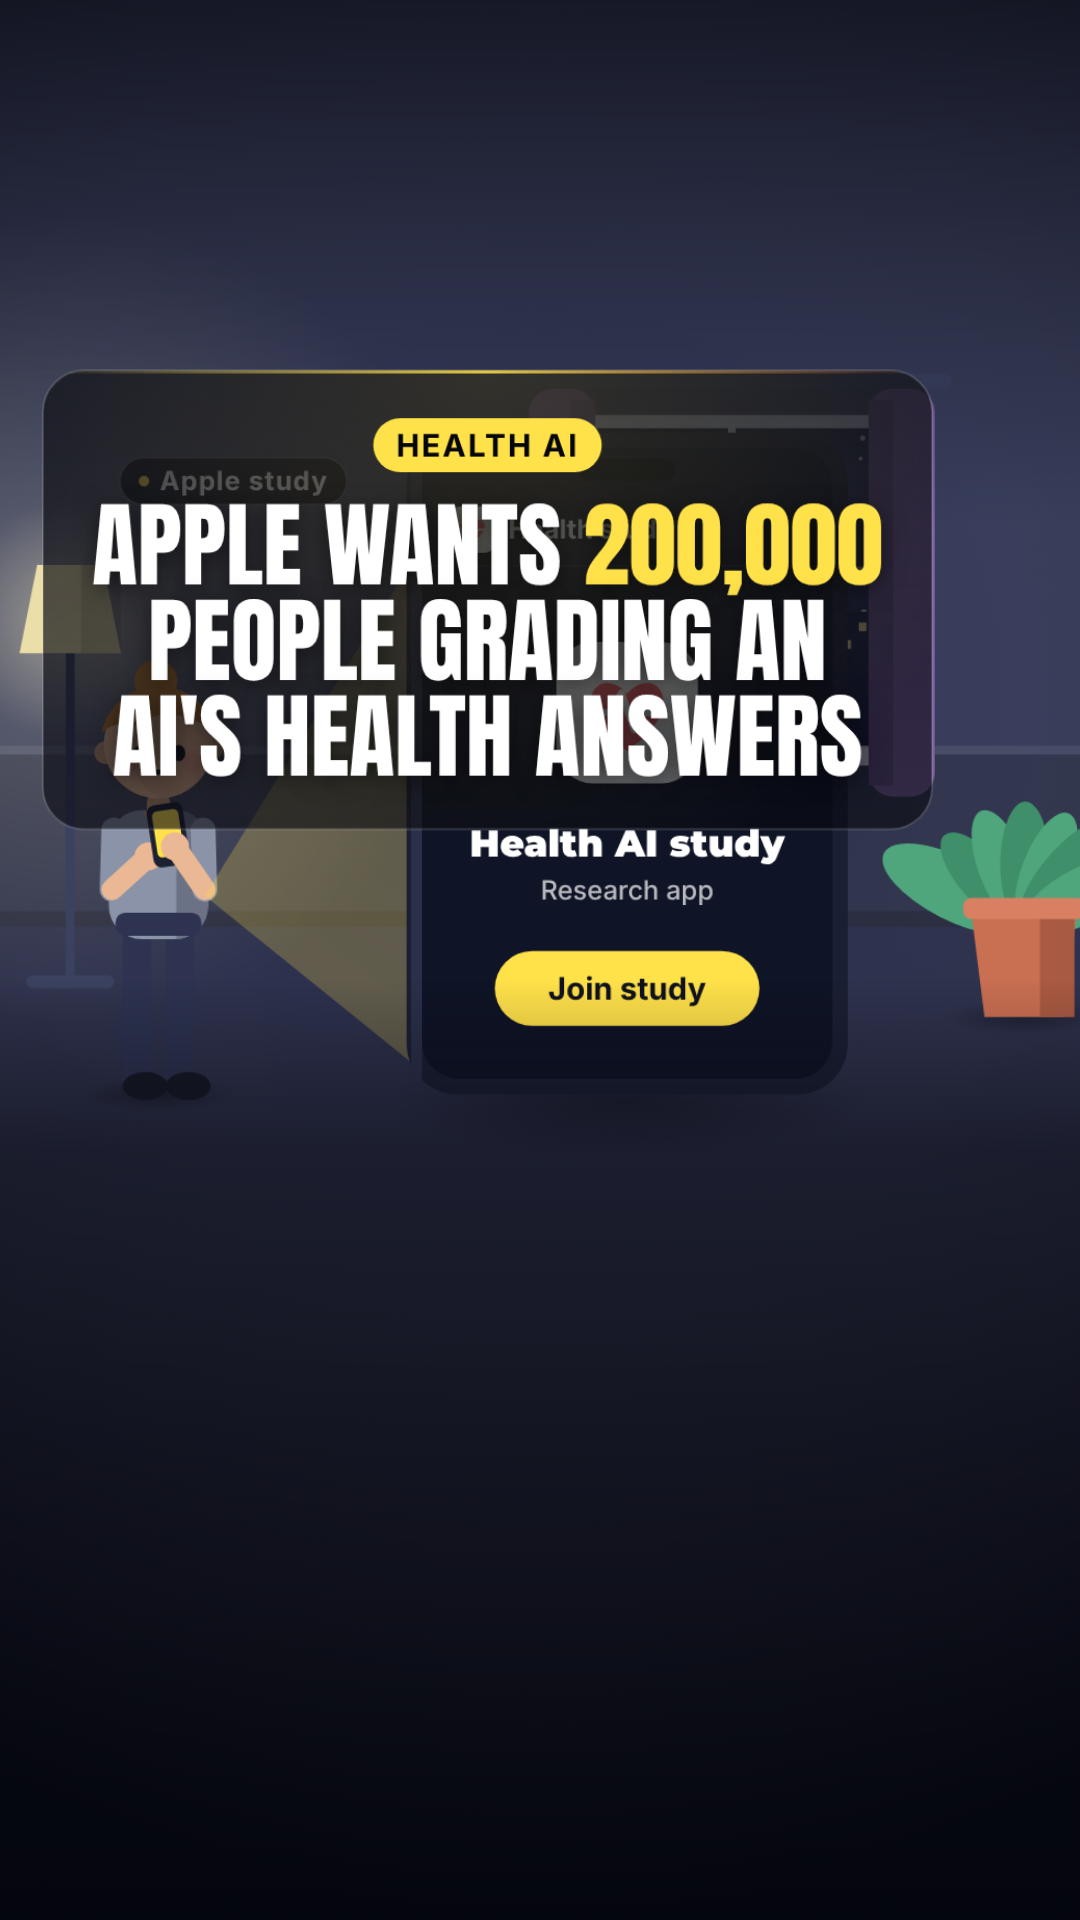 HEALTH AI
Apple study
APPLE WANTS 200,000
PEOPLE GRADING AN
AI'S HEALTH ANSWERS
Health AI study
Research app
Join study